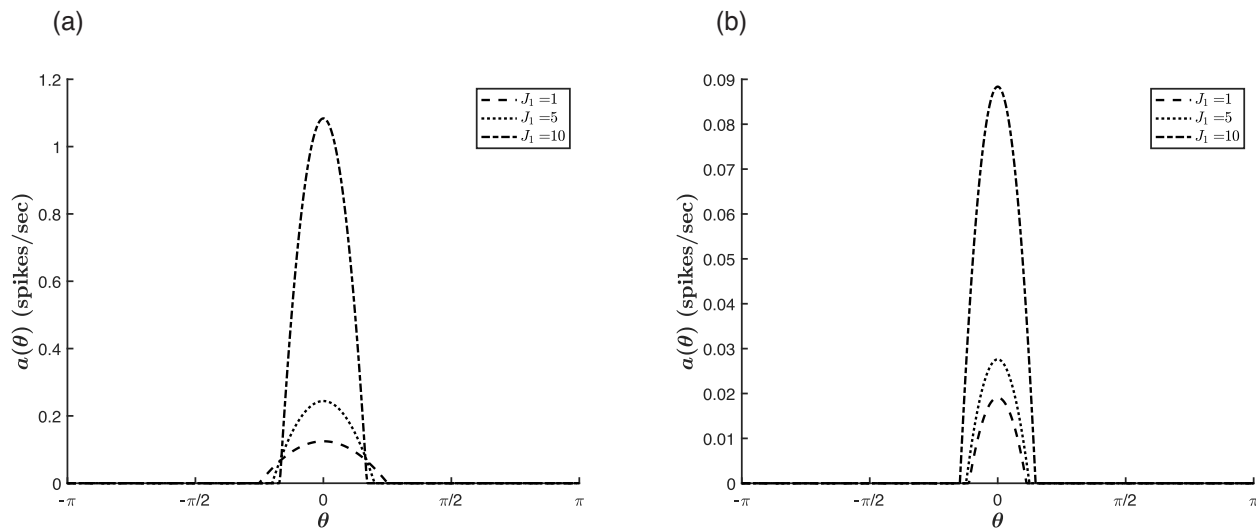 (a)
1.2
1
0.8
0.6
0.4
0.2
0
-π
-π/2
0
π/2
π
θ
a(θ) (spikes/sec)
J₁ =1
J₁ =5
J₁ =10
(b)
0.09
0.08
0.07
0.06
0.05
0.04
0.03
0.02
0.01
0
-π
-π/2
0
π/2
π
θ
a(θ) (spikes/sec)
J₁ =1
J₁ =5
J₁ =10